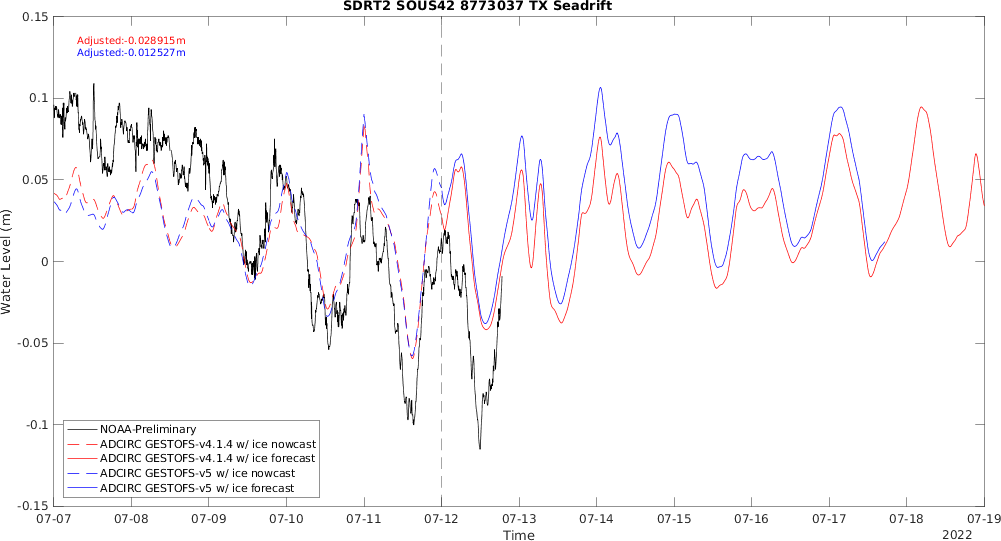 SDRT2 SOUS42 8773037 TX Seadrift
Adjusted:-0.028915m
Adjusted:-0.012527m
0.15
0.1
0.05
0
-0.05
-0.1
-0.15
Water Level (m)
NOAA-Preliminary
ADCIRC GESTOFS-v4.1.4 w/ ice nowcast
ADCIRC GESTOFS-v4.1.4 w/ ice forecast
ADCIRC GESTOFS-v5 w/ ice nowcast
ADCIRC GESTOFS-v5 w/ ice forecast
07-07 07-08 07-09 07-10 07-11 07-12 07-13 07-14 07-15 07-16 07-17 07-18 07-19
Time
2022